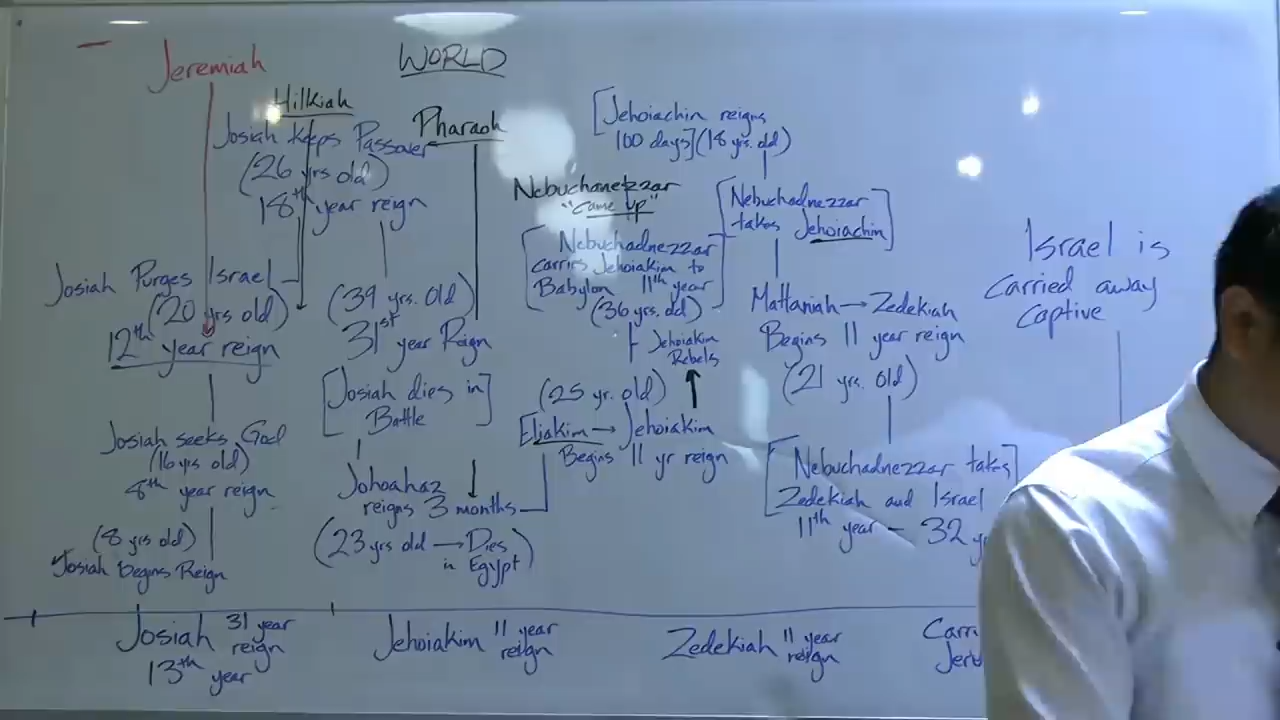 Jeremiah
WORLD
Hilkiah
Josiah keeps Passover
(26 yrs old)
18th year reign
Pharaoh
[Jehoiachin reigns
100 days] (18 yrs. old)
Nebuchanezzar
"came up"
[Nebuchadnezzar
takes Jehoiachin]
[Nebuchadnezzar
carries Jehoiakim to
Babylon 11th year]
(36 yrs. old)
Israel is
carried away
captive
Josiah Purges Israel
(20 yrs old)
12th year reign
(39 yrs. Old)
31st year Reign
Jehoiakim
Rebels
Mattaniah → Zedekiah
Begins 11 year reign
(21 yrs. old)
[Josiah dies in
Battle]
(25 yr. old)
Eliakim → Jehoiakim
Begins 11 yr reign
Josiah seeks God
(16 yrs old)
8th year reign
Johoahaz
reigns 3 months
(23 yrs old → Dies
in Egypt)
[Nebuchadnezzar takes]
Zedekiah and Israel
11th year - 32
(8 yrs old)
Josiah Begins Reign
Josiah 31 year
reign
13th year
Jehoiakim 11 year
reign
Zedekiah 11 year
reign